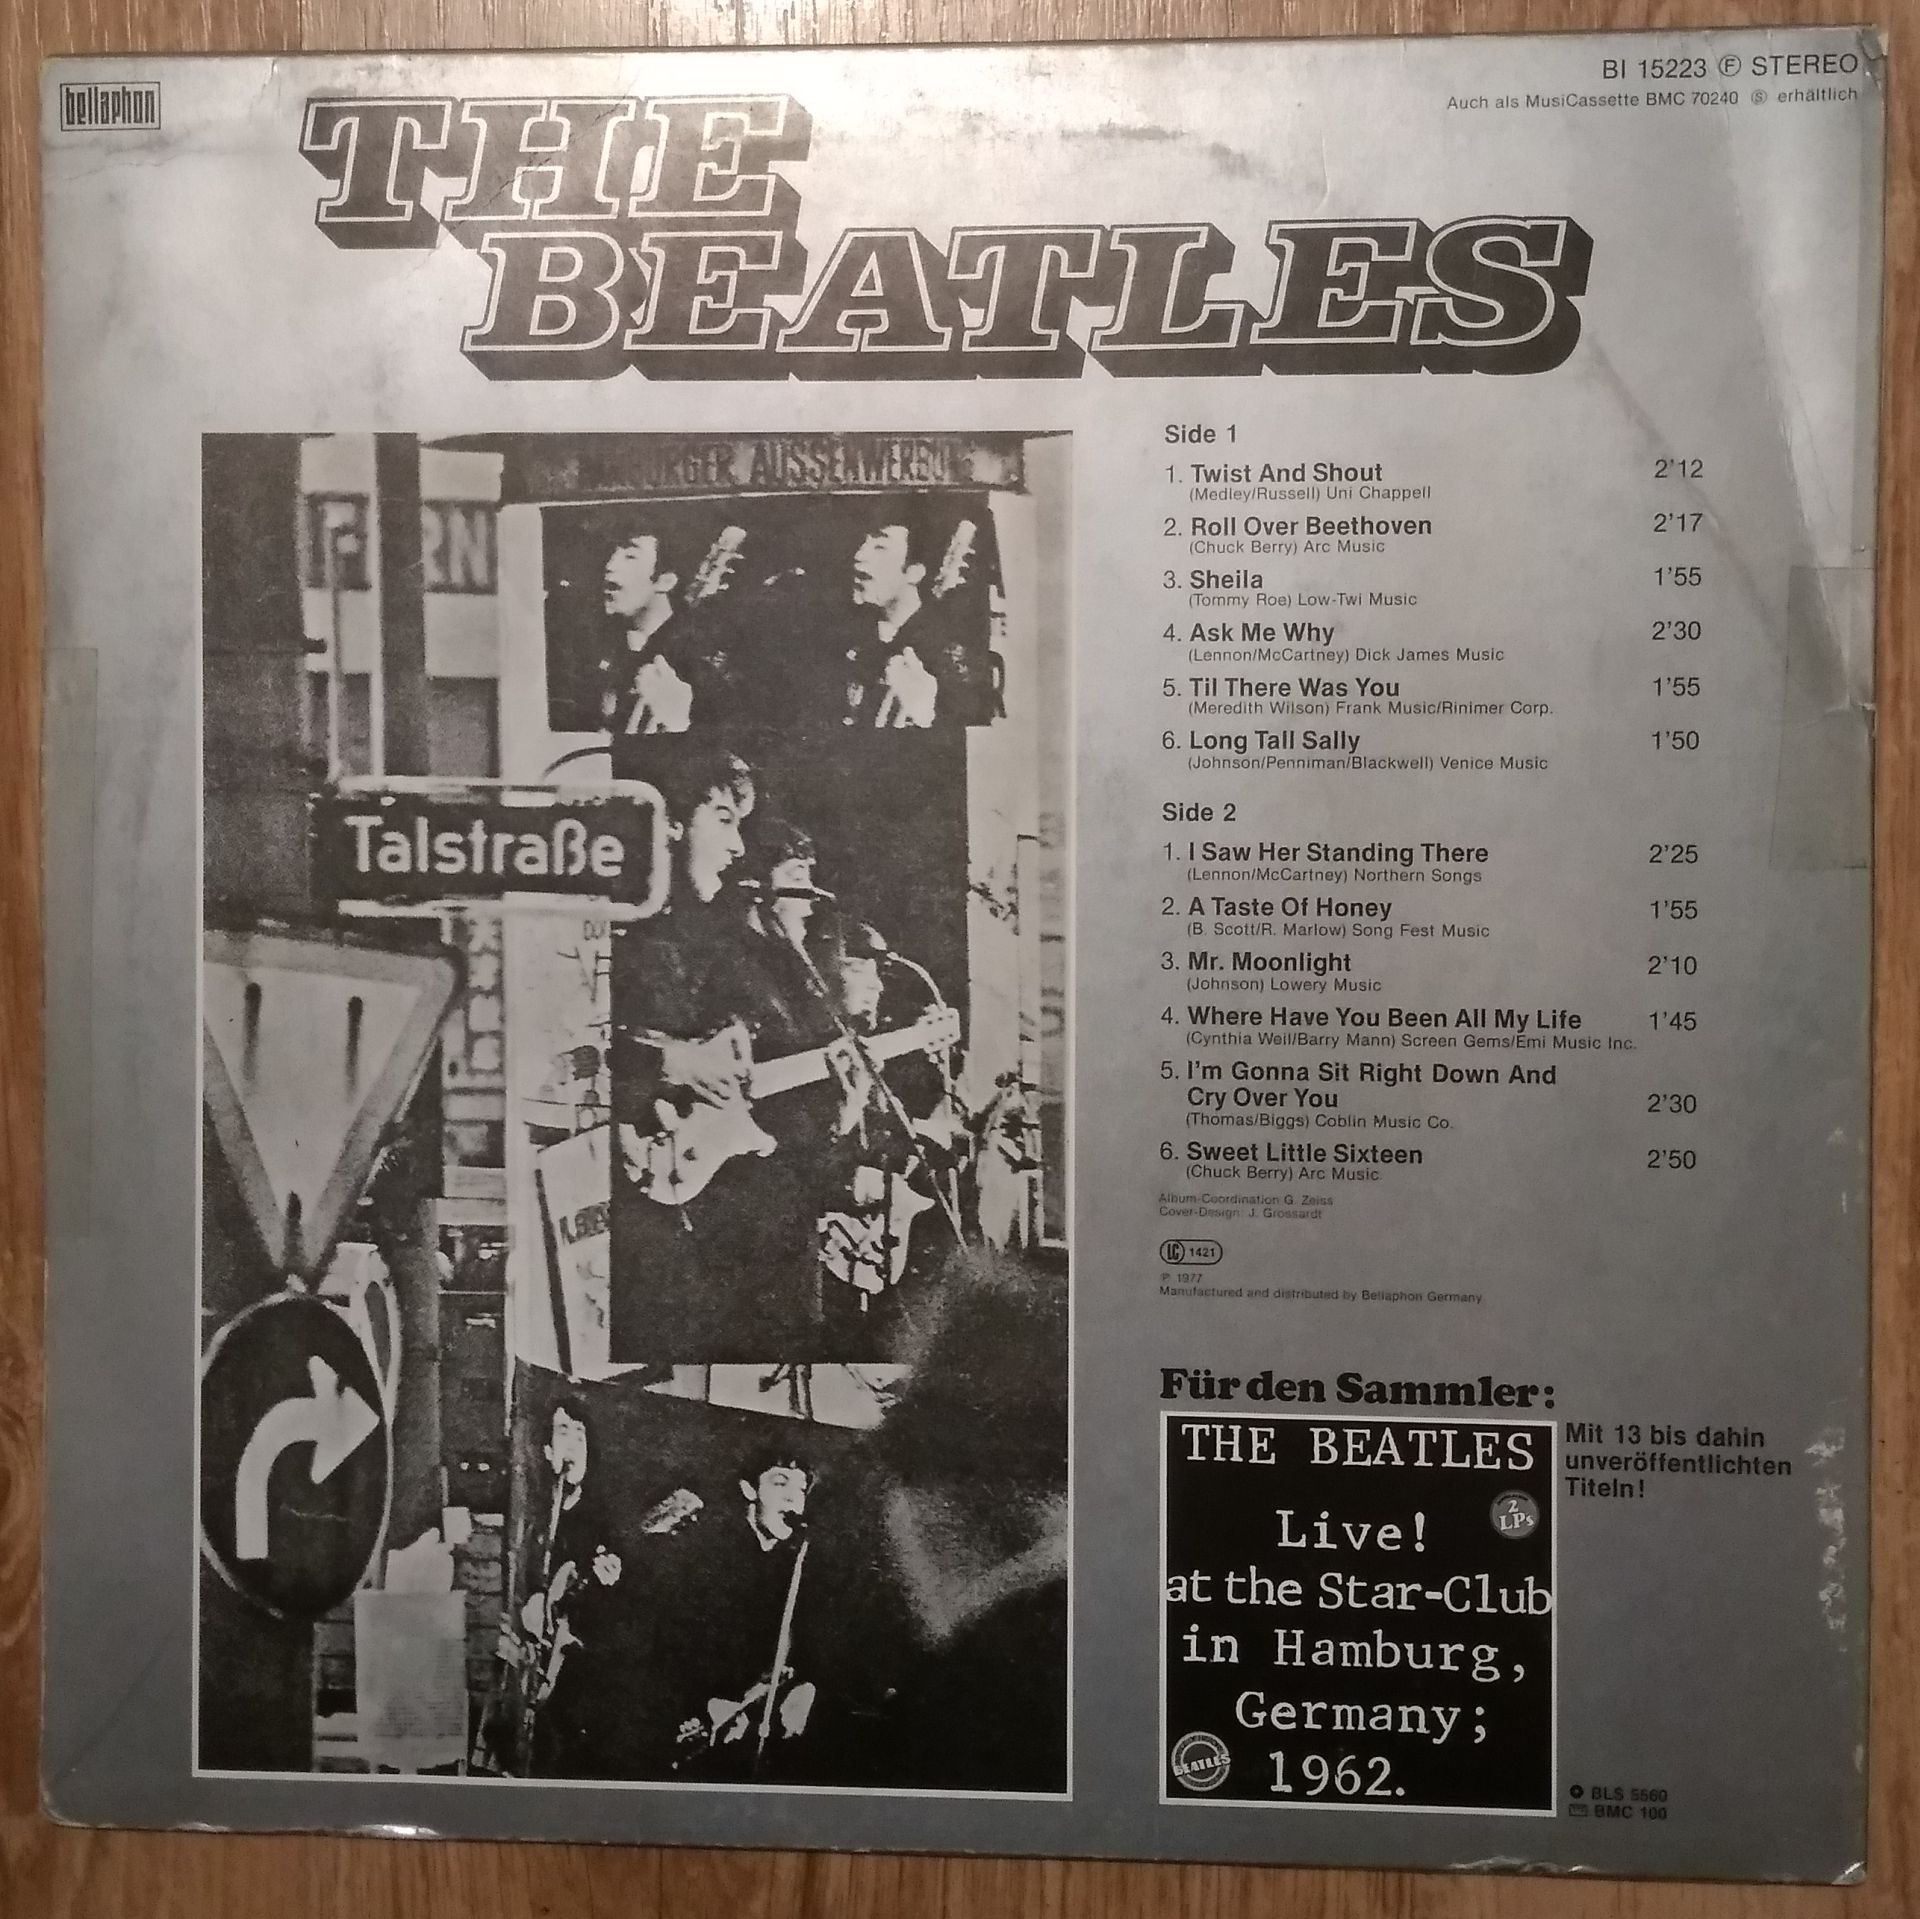 bellaphon
BI 15223 Ⓕ STEREO
Auch als MusiCassette BMC 70240 Ⓢ erhältlich
THE
BEATLES
Side 1
1. Twist And Shout 2'12
(Medley/Russell) Uni Chappell
2. Roll Over Beethoven 2'17
(Chuck Berry) Arc Music
3. Sheila 1'55
(Tommy Roe) Low-Twi Music
4. Ask Me Why 2'30
(Lennon/McCartney) Dick James Music
5. Til There Was You 1'55
(Meredith Wilson) Frank Music/Rinimer Corp.
6. Long Tall Sally 1'50
(Johnson/Penniman/Blackwell) Venice Music
Side 2
1. I Saw Her Standing There 2'25
(Lennon/McCartney) Northern Songs
2. A Taste Of Honey 1'55
(B. Scott/R. Marlow) Song Fest Music
3. Mr. Moonlight 2'10
(Johnson) Lowery Music
4. Where Have You Been All My Life 1'45
(Cynthia Weil/Barry Mann) Screen Gems/Emi Music Inc.
5. I'm Gonna Sit Right Down And
Cry Over You 2'30
(Thomas/Biggs) Coblin Music Co.
6. Sweet Little Sixteen 2'50
(Chuck Berry) Arc Music
Album-Coordination G. Zeiss
Cover-Design: J. Grossardt
LC 1421
P 1977
Manufactured and distributed by Bellaphon Germany
AUSSENWERBUNG
Talstraße
Für den Sammler:
THE BEATLES
2
LPs
Live!
at the Star-Club
in Hamburg,
Germany;
1962.
BEATLES
Mit 13 bis dahin
unveröffentlichten
Titeln!
BLS 5560
BMC 100